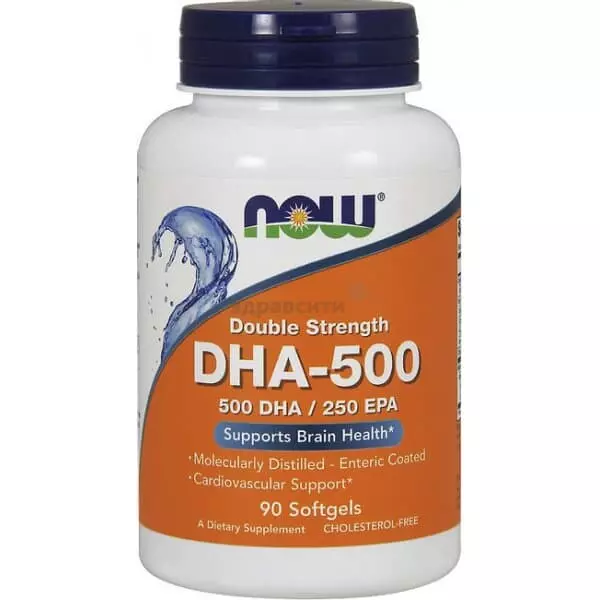 NOW®
здравсити
Double Strength
DHA-500
500 DHA / 250 EPA
Supports Brain Health*
•Molecularly Distilled - Enteric Coated
•Cardiovascular Support*
90 Softgels
A Dietary Supplement CHOLESTEROL-FREE